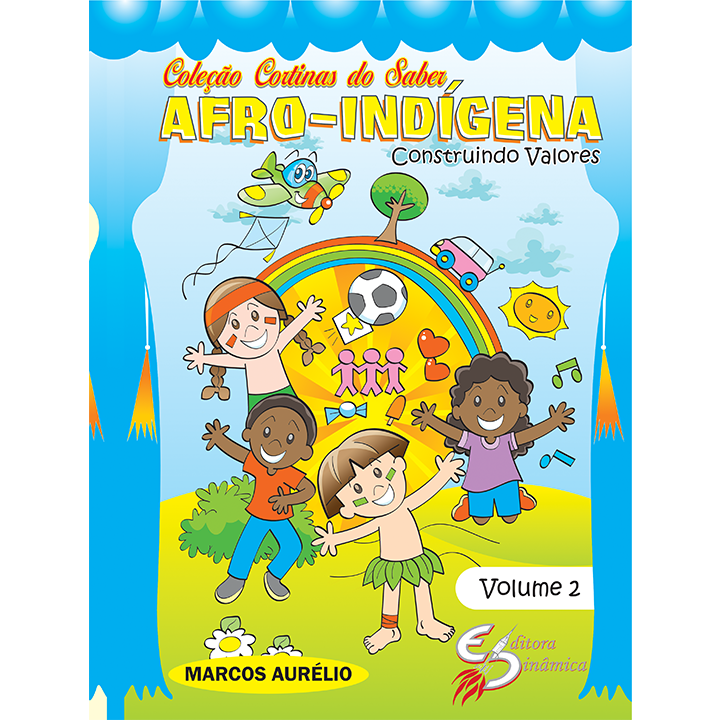 Coleção Cortinas do Saber
AFRO-INDÍGENA
Construindo Valores
Volume 2
MARCOS AURÉLIO
Editora
Dinâmica